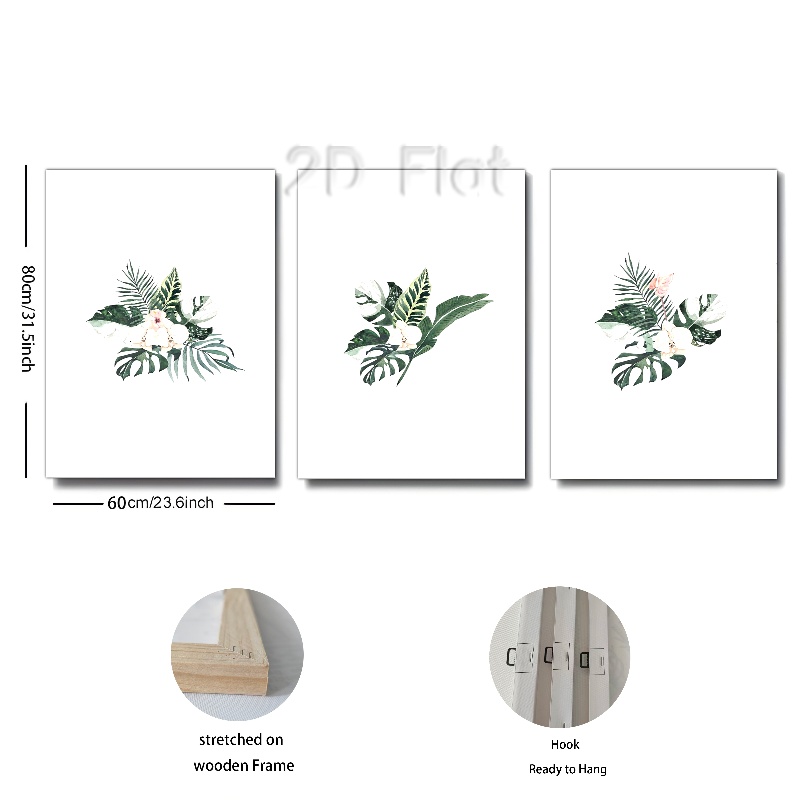 2D Flat
80cm/31.5inch
60cm/23.6inch
stretched on
wooden Frame
Hook
Ready to Hang